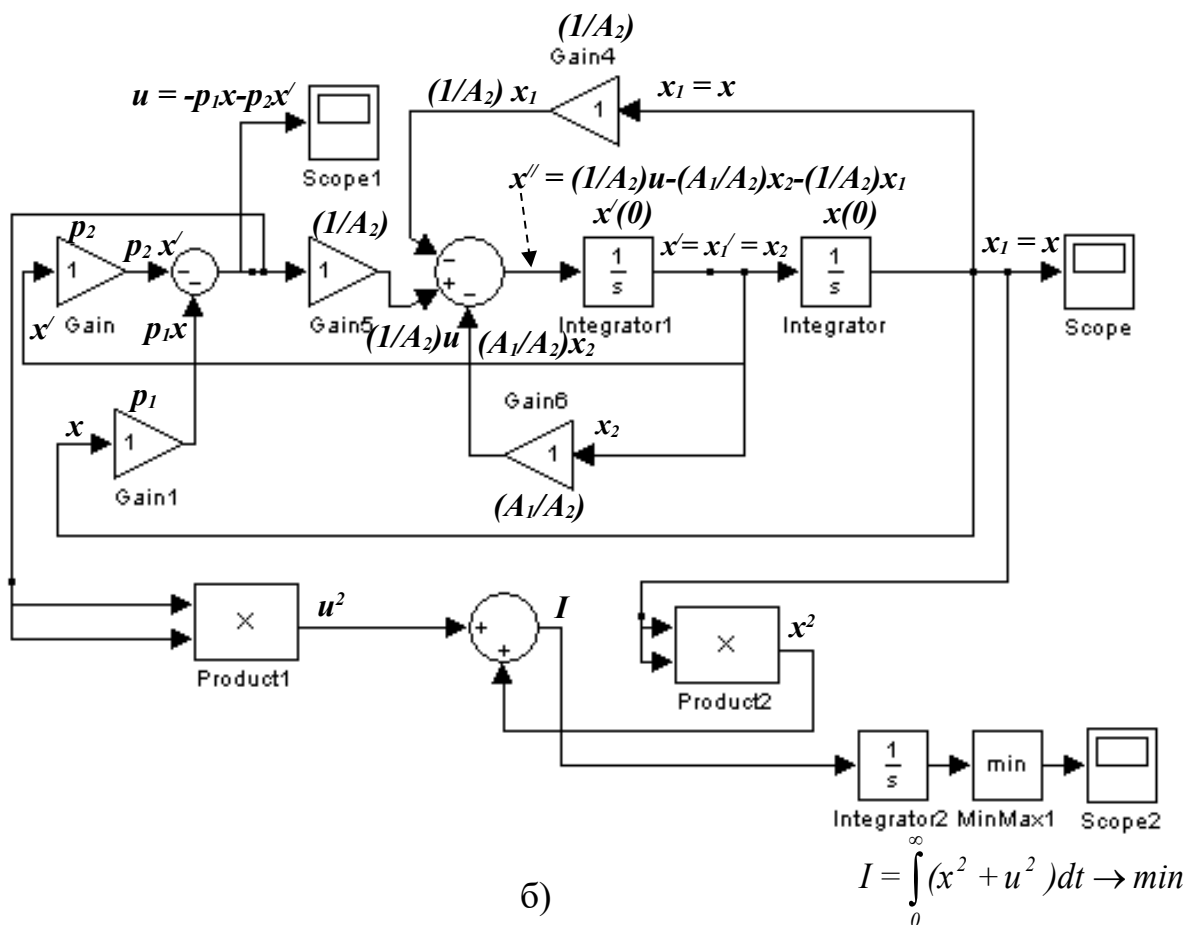 (1/A₂)
Gain4
u = -p₁x-p₂x′
(1/A₂) x₁
1
x₁ = x
Scope1
x′′ = (1/A₂)u-(A₁/A₂)x₂-(1/A₂)x₁
p₂
(1/A₂)
x′(0)
x(0)
1
p₂ x′
-
-
1
-
+
-
1/s
x′= x₁′ = x₂
1/s
x₁ = x
x′
Gain
p₁x
Gain5
(1/A₂)u
(A₁/A₂)x₂
Integrator1
Integrator
Scope
p₁
Gain6
x
1
x₂
1
Gain1
(A₁/A₂)
×
u²
+
+
I
×
x²
Product1
Product2
1/s
min
Integrator2
MinMax1
Scope2
б)
I = ∫₀^∞ (x² + u² )dt → min